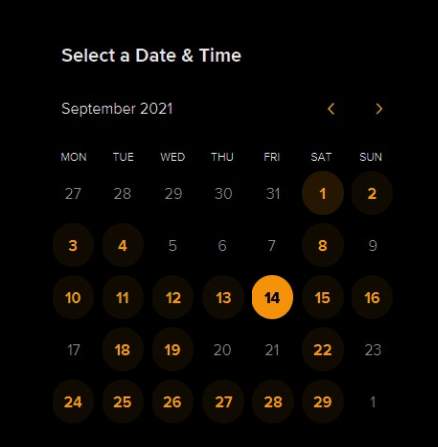 Select a Date & Time
September 2021
MON TUE WED THU FRI SAT SUN
27 28 29 30 31 1 2
3 4 5 6 7 8 9
10 11 12 13 14 15 16
17 18 19 20 21 22 23
24 25 26 27 28 29 1